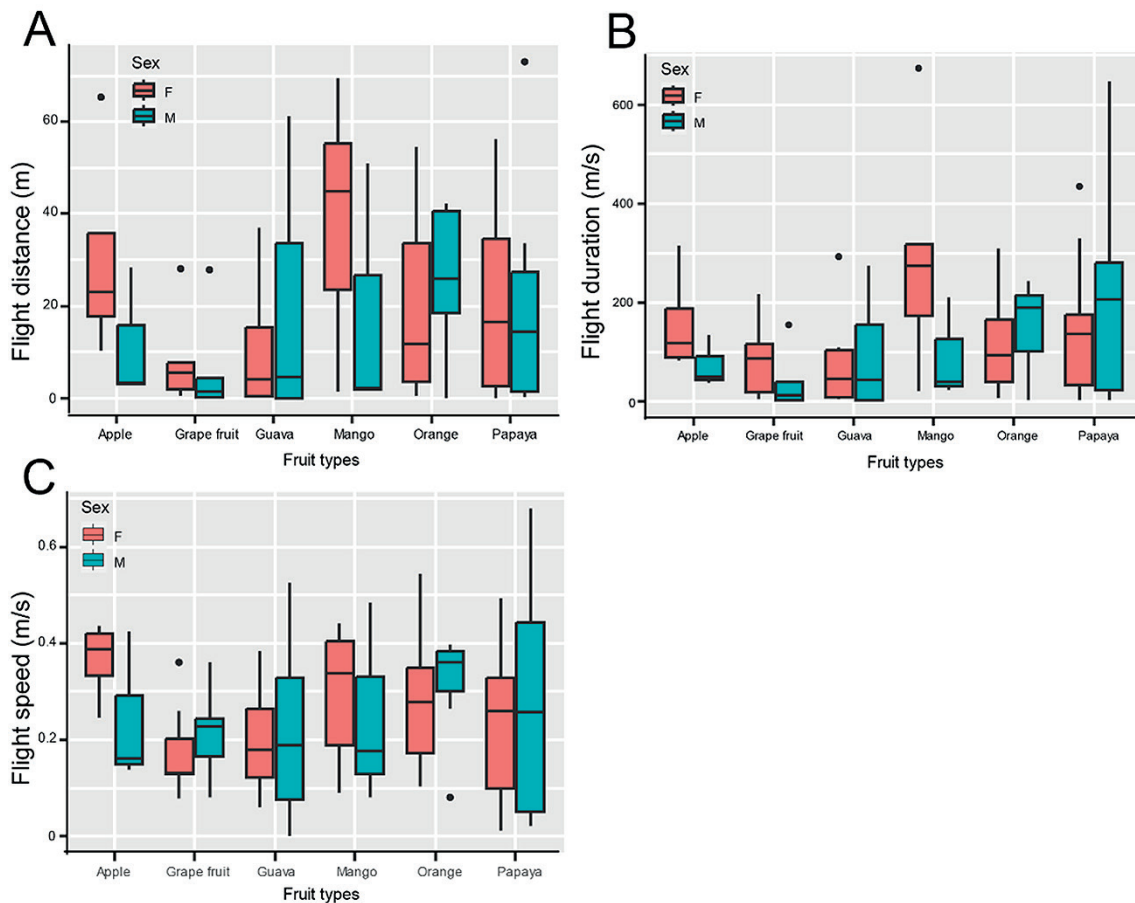 A
Sex
F
M
Flight distance (m)
60
40
20
0
Apple Grape fruit Guava Mango Orange Papaya
Fruit types
B
Sex
F
M
Flight duration (m/s)
600
400
200
0
Apple Grape fruit Guava Mango Orange Papaya
Fruit types
C
Sex
F
M
Flight speed (m/s)
0.6
0.4
0.2
0
Apple Grape fruit Guava Mango Orange Papaya
Fruit types